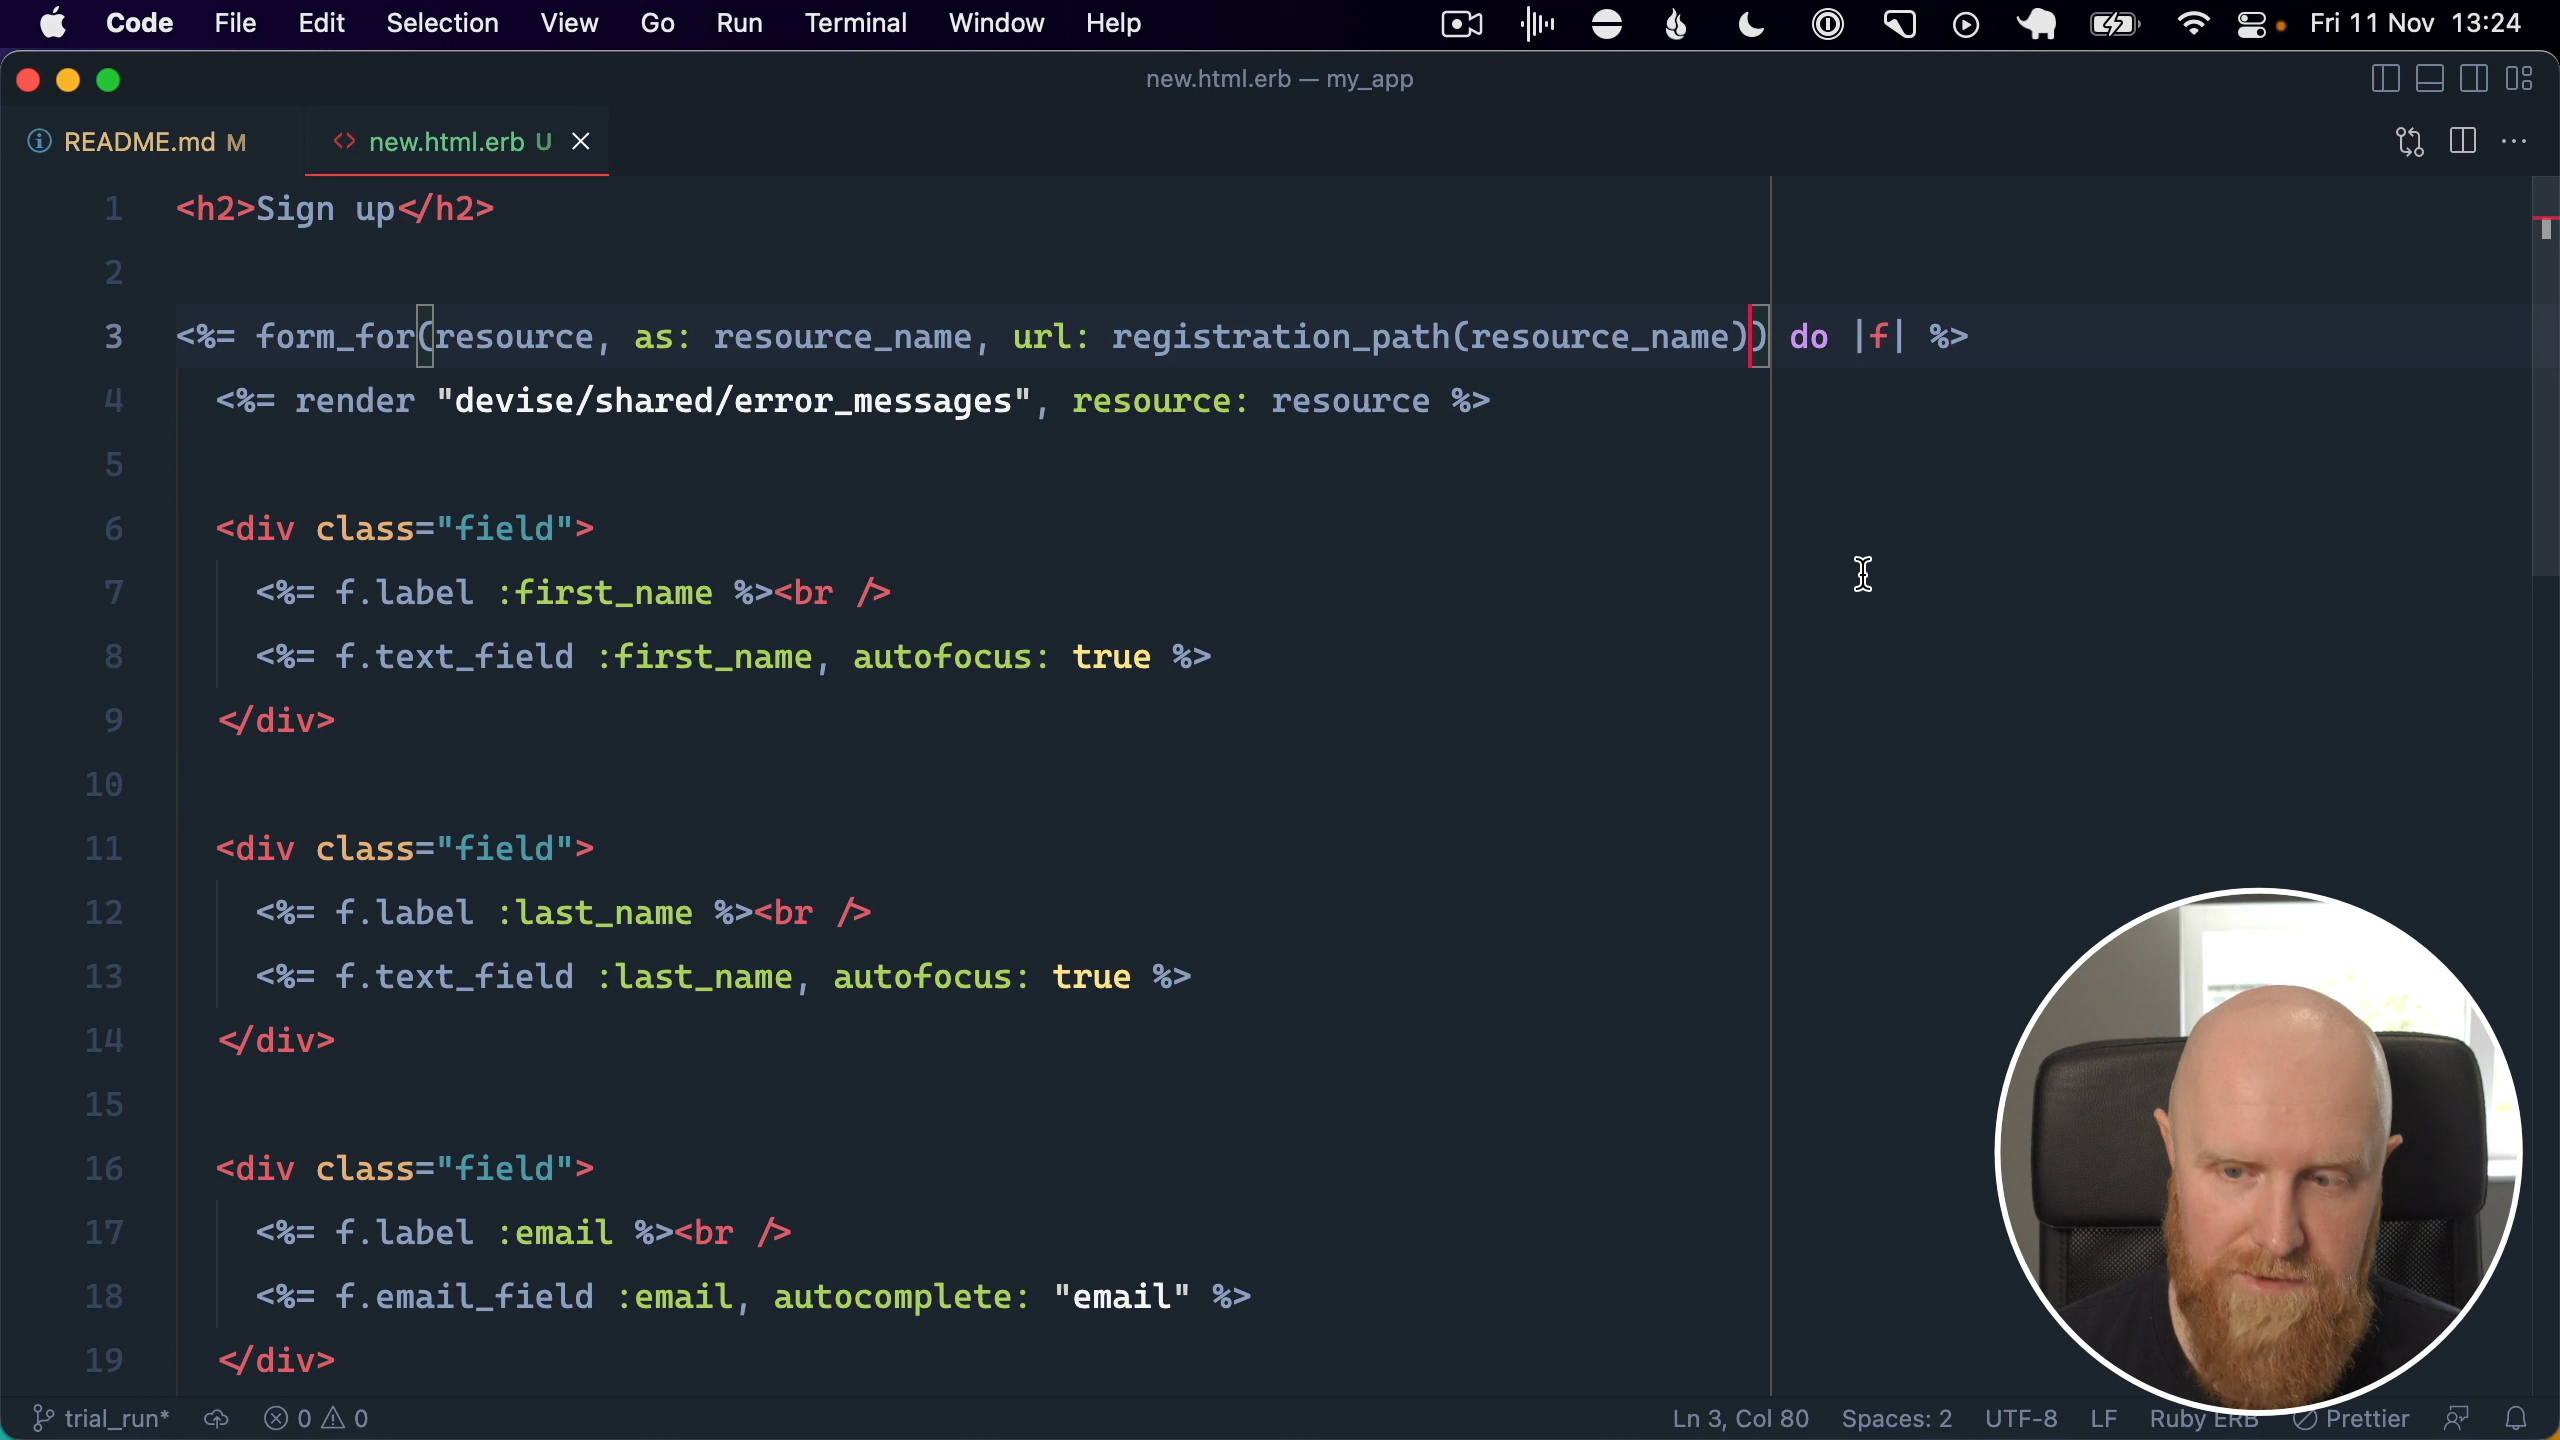 Code File Edit Selection View Go Run Terminal Window Help Fri 11 Nov 13:24
new.html.erb — my_app
README.md M new.html.erb U
1 <h2>Sign up</h2>
2
3 <%= form_for(resource, as: resource_name, url: registration_path(resource_name)) do |f| %>
4 <%= render "devise/shared/error_messages", resource: resource %>
5
6 <div class="field">
7 <%= f.label :first_name %><br />
8 <%= f.text_field :first_name, autofocus: true %>
9 </div>
10
11 <div class="field">
12 <%= f.label :last_name %><br />
13 <%= f.text_field :last_name, autofocus: true %>
14 </div>
15
16 <div class="field">
17 <%= f.label :email %><br />
18 <%= f.email_field :email, autocomplete: "email" %>
19 </div>
trial_run* 0 0 Ln 3, Col 80 Spaces: 2 UTF-8 LF Ruby ERB Prettier